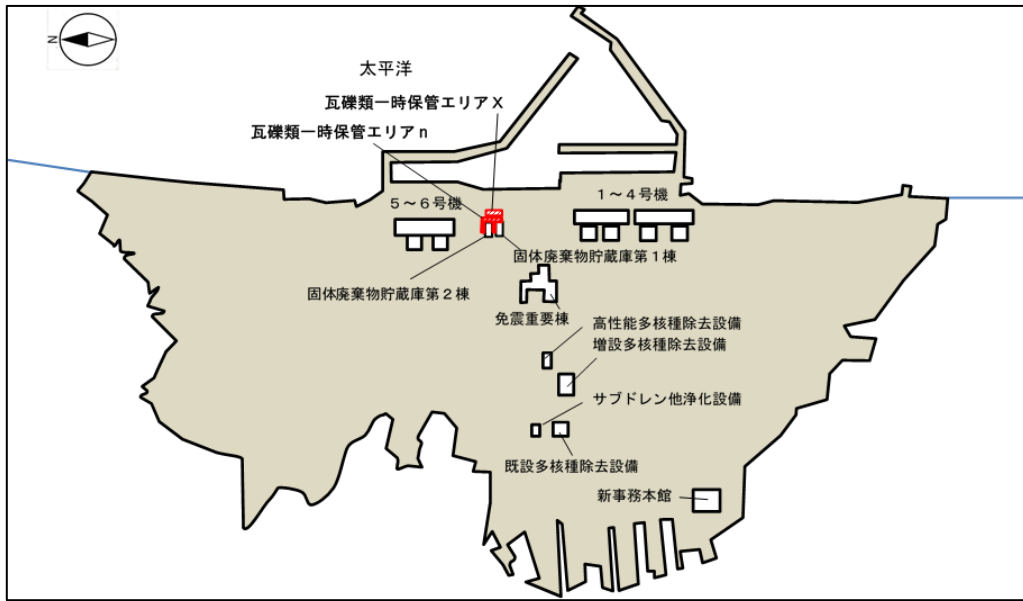 N
太平洋
瓦礫類一時保管エリアX
瓦礫類一時保管エリアn
5～6号機
1～4号機
固体廃棄物貯蔵庫第1棟
固体廃棄物貯蔵庫第2棟
免震重要棟
高性能多核種除去設備
増設多核種除去設備
サブドレン他浄化設備
既設多核種除去設備
新事務本館